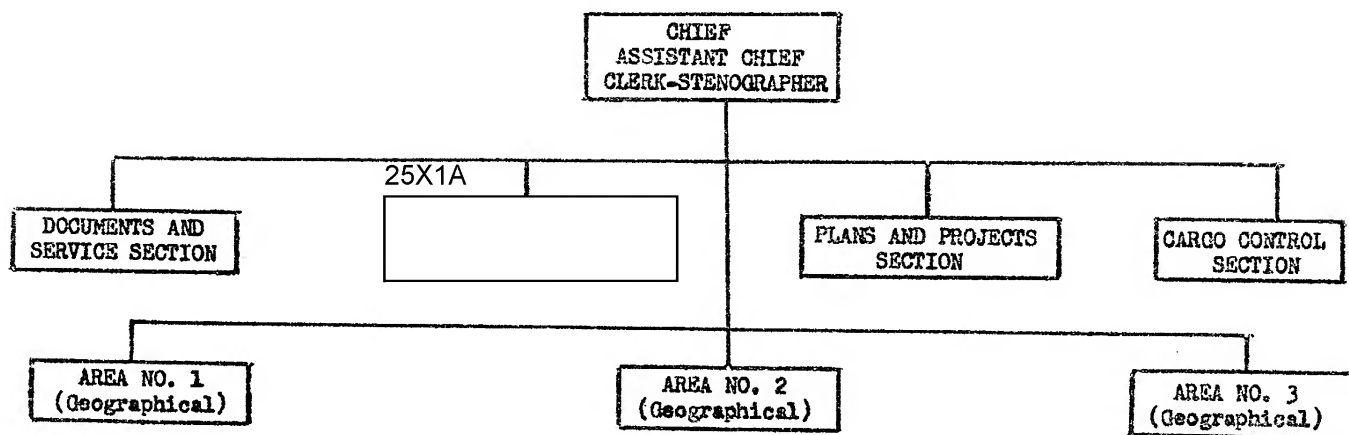 CHIEF
ASSISTANT CHIEF
CLERK-STENOGRAPHER
25X1A
DOCUMENTS AND
SERVICE SECTION
PLANS AND PROJECTS
SECTION
CARGO CONTROL
SECTION
AREA NO. 1
(Geographical)
AREA NO. 2
(Geographical)
AREA NO. 3
(Geographical)